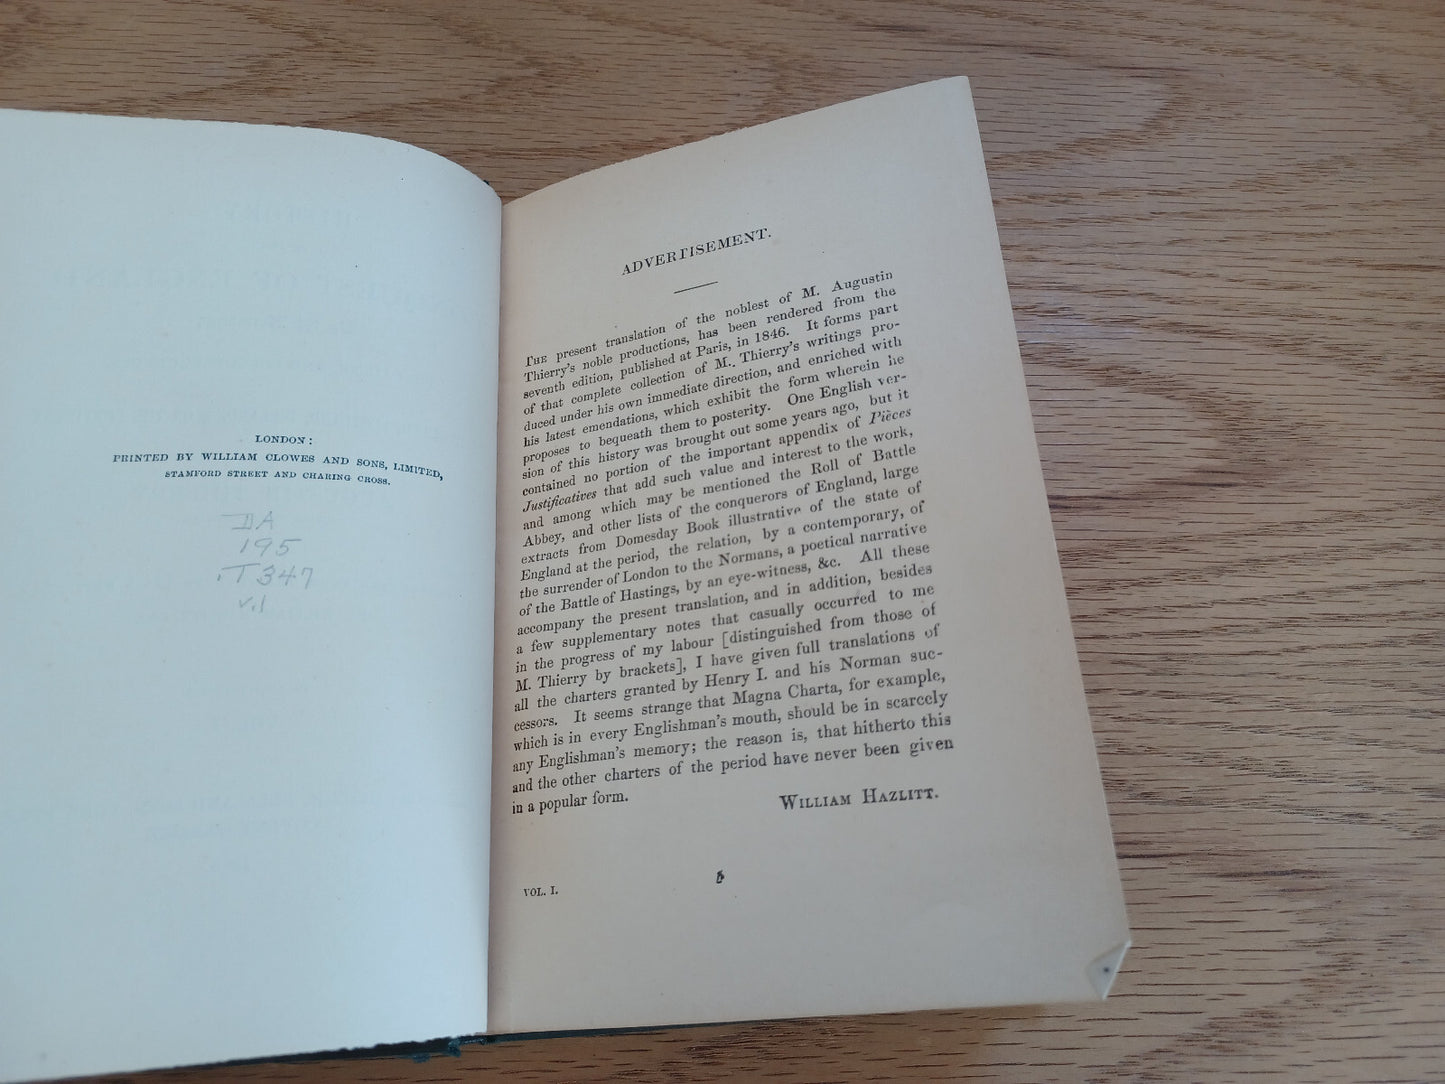 LONDON:
PRINTED BY WILLIAM CLOWES AND SONS, LIMITED,
STAMFORD STREET AND CHARING CROSS.
DA
195
.T347
v.1
ADVERTISEMENT.
THE present translation of the noblest of M. Augustin
Thierry's noble productions, has been rendered from the
seventh edition, published at Paris, in 1846. It forms part
of that complete collection of M. Thierry's writings pro-
duced under his own immediate direction, and enriched with
his latest emendations, which exhibit the form wherein he
proposes to bequeath them to posterity. One English ver-
sion of this history was brought out some years ago, but it
contained no portion of the important appendix of Pièces
Justificatives that add such value and interest to the work,
and among which may be mentioned the Roll of Battle
Abbey, and other lists of the conquerors of England, large
extracts from Domesday Book illustrative of the state of
England at the period, the relation, by a contemporary, of
the surrender of London to the Normans, a poetical narrative
of the Battle of Hastings, by an eye-witness, &c. All these
accompany the present translation, and in addition, besides
a few supplementary notes that casually occurred to me
in the progress of my labour [distinguished from those of
M. Thierry by brackets], I have given full translations of
all the charters granted by Henry I. and his Norman suc-
cessors. It seems strange that Magna Charta, for example,
which is in every Englishman's mouth, should be in scarcely
any Englishman's memory; the reason is, that hitherto this
and the other charters of the period have never been given
in a popular form.
WILLIAM HAZLITT.
VOL. I.
b